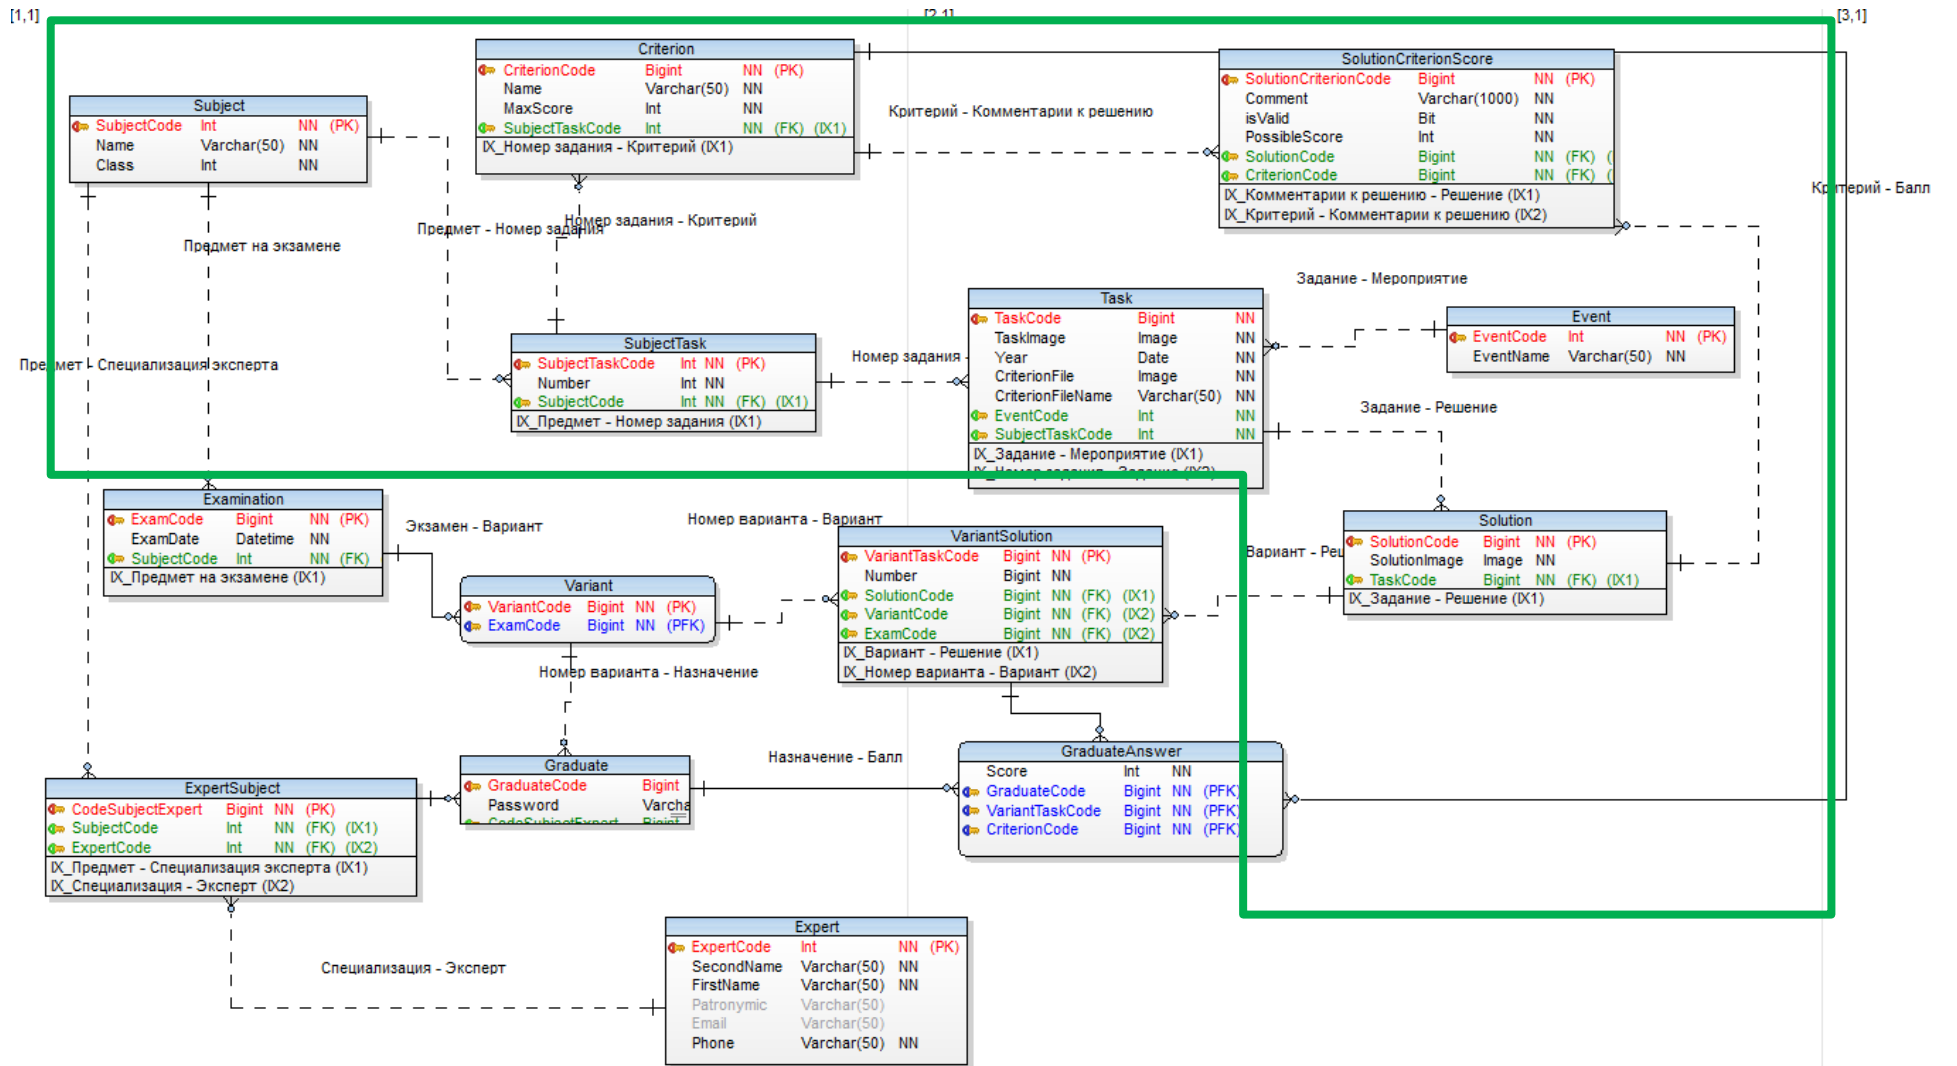 [1,1]
[2,1]
[3,1]
Criterion
CriterionCode Bigint NN (PK)
Name Varchar(50) NN
MaxScore Int NN
SubjectTaskCode Int NN (FK) (IX1)
IX_Номер задания - Критерий (IX1)
SolutionCriterionScore
SolutionCriterionCode Bigint NN (PK)
Comment Varchar(1000) NN
isValid Bit NN
PossibleScore Int NN
SolutionCode Bigint NN (FK) (
CriterionCode Bigint NN (FK) (
IX_Комментарии к решению - Решение (IX1)
IX_Критерий - Комментарии к решению (IX2)
Subject
SubjectCode Int NN (PK)
Name Varchar(50) NN
Class Int NN
Критерий - Комментарии к решению
Критерий - Балл
Номер задания - Критерий
Предмет - Номер задания
Предмет на экзамене
Задание - Мероприятие
Task
TaskCode Bigint NN
TaskImage Image NN
Year Date NN
CriterionFile Image NN
CriterionFileName Varchar(50) NN
EventCode Int NN
SubjectTaskCode Int NN
IX_Задание - Мероприятие (IX1)
IX_Номер задания - Задание (IX2)
Event
EventCode Int NN (PK)
EventName Varchar(50) NN
SubjectTask
SubjectTaskCode Int NN (PK)
Number Int NN
SubjectCode Int NN (FK) (IX1)
IX_Предмет - Номер задания (IX1)
Номер задания -
Предмет - Специализация эксперта
Задание - Решение
Examination
ExamCode Bigint NN (PK)
ExamDate Datetime NN
SubjectCode Int NN (FK)
IX_Предмет на экзамене (IX1)
Экзамен - Вариант
Номер варианта - Вариант
VariantSolution
VariantTaskCode Bigint NN (PK)
Number Bigint NN
SolutionCode Bigint NN (FK) (IX1)
VariantCode Bigint NN (FK) (IX2)
ExamCode Bigint NN (FK) (IX2)
IX_Вариант - Решение (IX1)
IX_Номер варианта - Вариант (IX2)
Вариант - Реш
Solution
SolutionCode Bigint NN (PK)
SolutionImage Image NN
TaskCode Bigint NN (FK) (IX1)
IX_Задание - Решение (IX1)
Variant
VariantCode Bigint NN (PK)
ExamCode Bigint NN (PFK)
Номер варианта - Назначение
Graduate
GraduateCode Bigint
Password Varcha
CodeSubjectExpert Bigint
Назначение - Балл
GraduateAnswer
Score Int NN
GraduateCode Bigint NN (PFK)
VariantTaskCode Bigint NN (PFK)
CriterionCode Bigint NN (PFK)
ExpertSubject
CodeSubjectExpert Bigint NN (PK)
SubjectCode Int NN (FK) (IX1)
ExpertCode Int NN (FK) (IX2)
IX_Предмет - Специализация эксперта (IX1)
IX_Специализация - Эксперт (IX2)
Специализация - Эксперт
Expert
ExpertCode Int NN (PK)
SecondName Varchar(50) NN
FirstName Varchar(50) NN
Patronymic Varchar(50)
Email Varchar(50)
Phone Varchar(50) NN